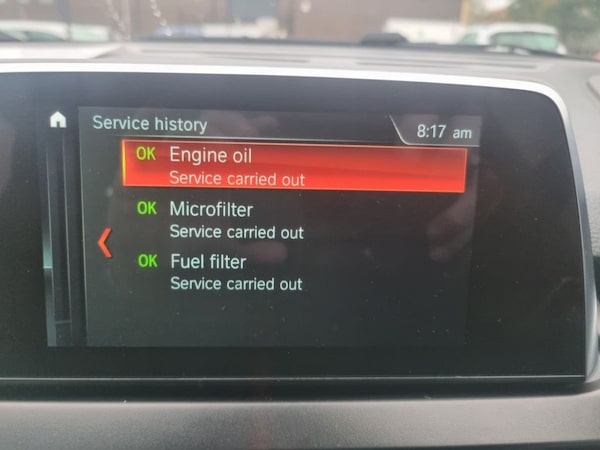 Service history
8:17 am
OK Engine oil
Service carried out
OK Microfilter
Service carried out
OK Fuel filter
Service carried out